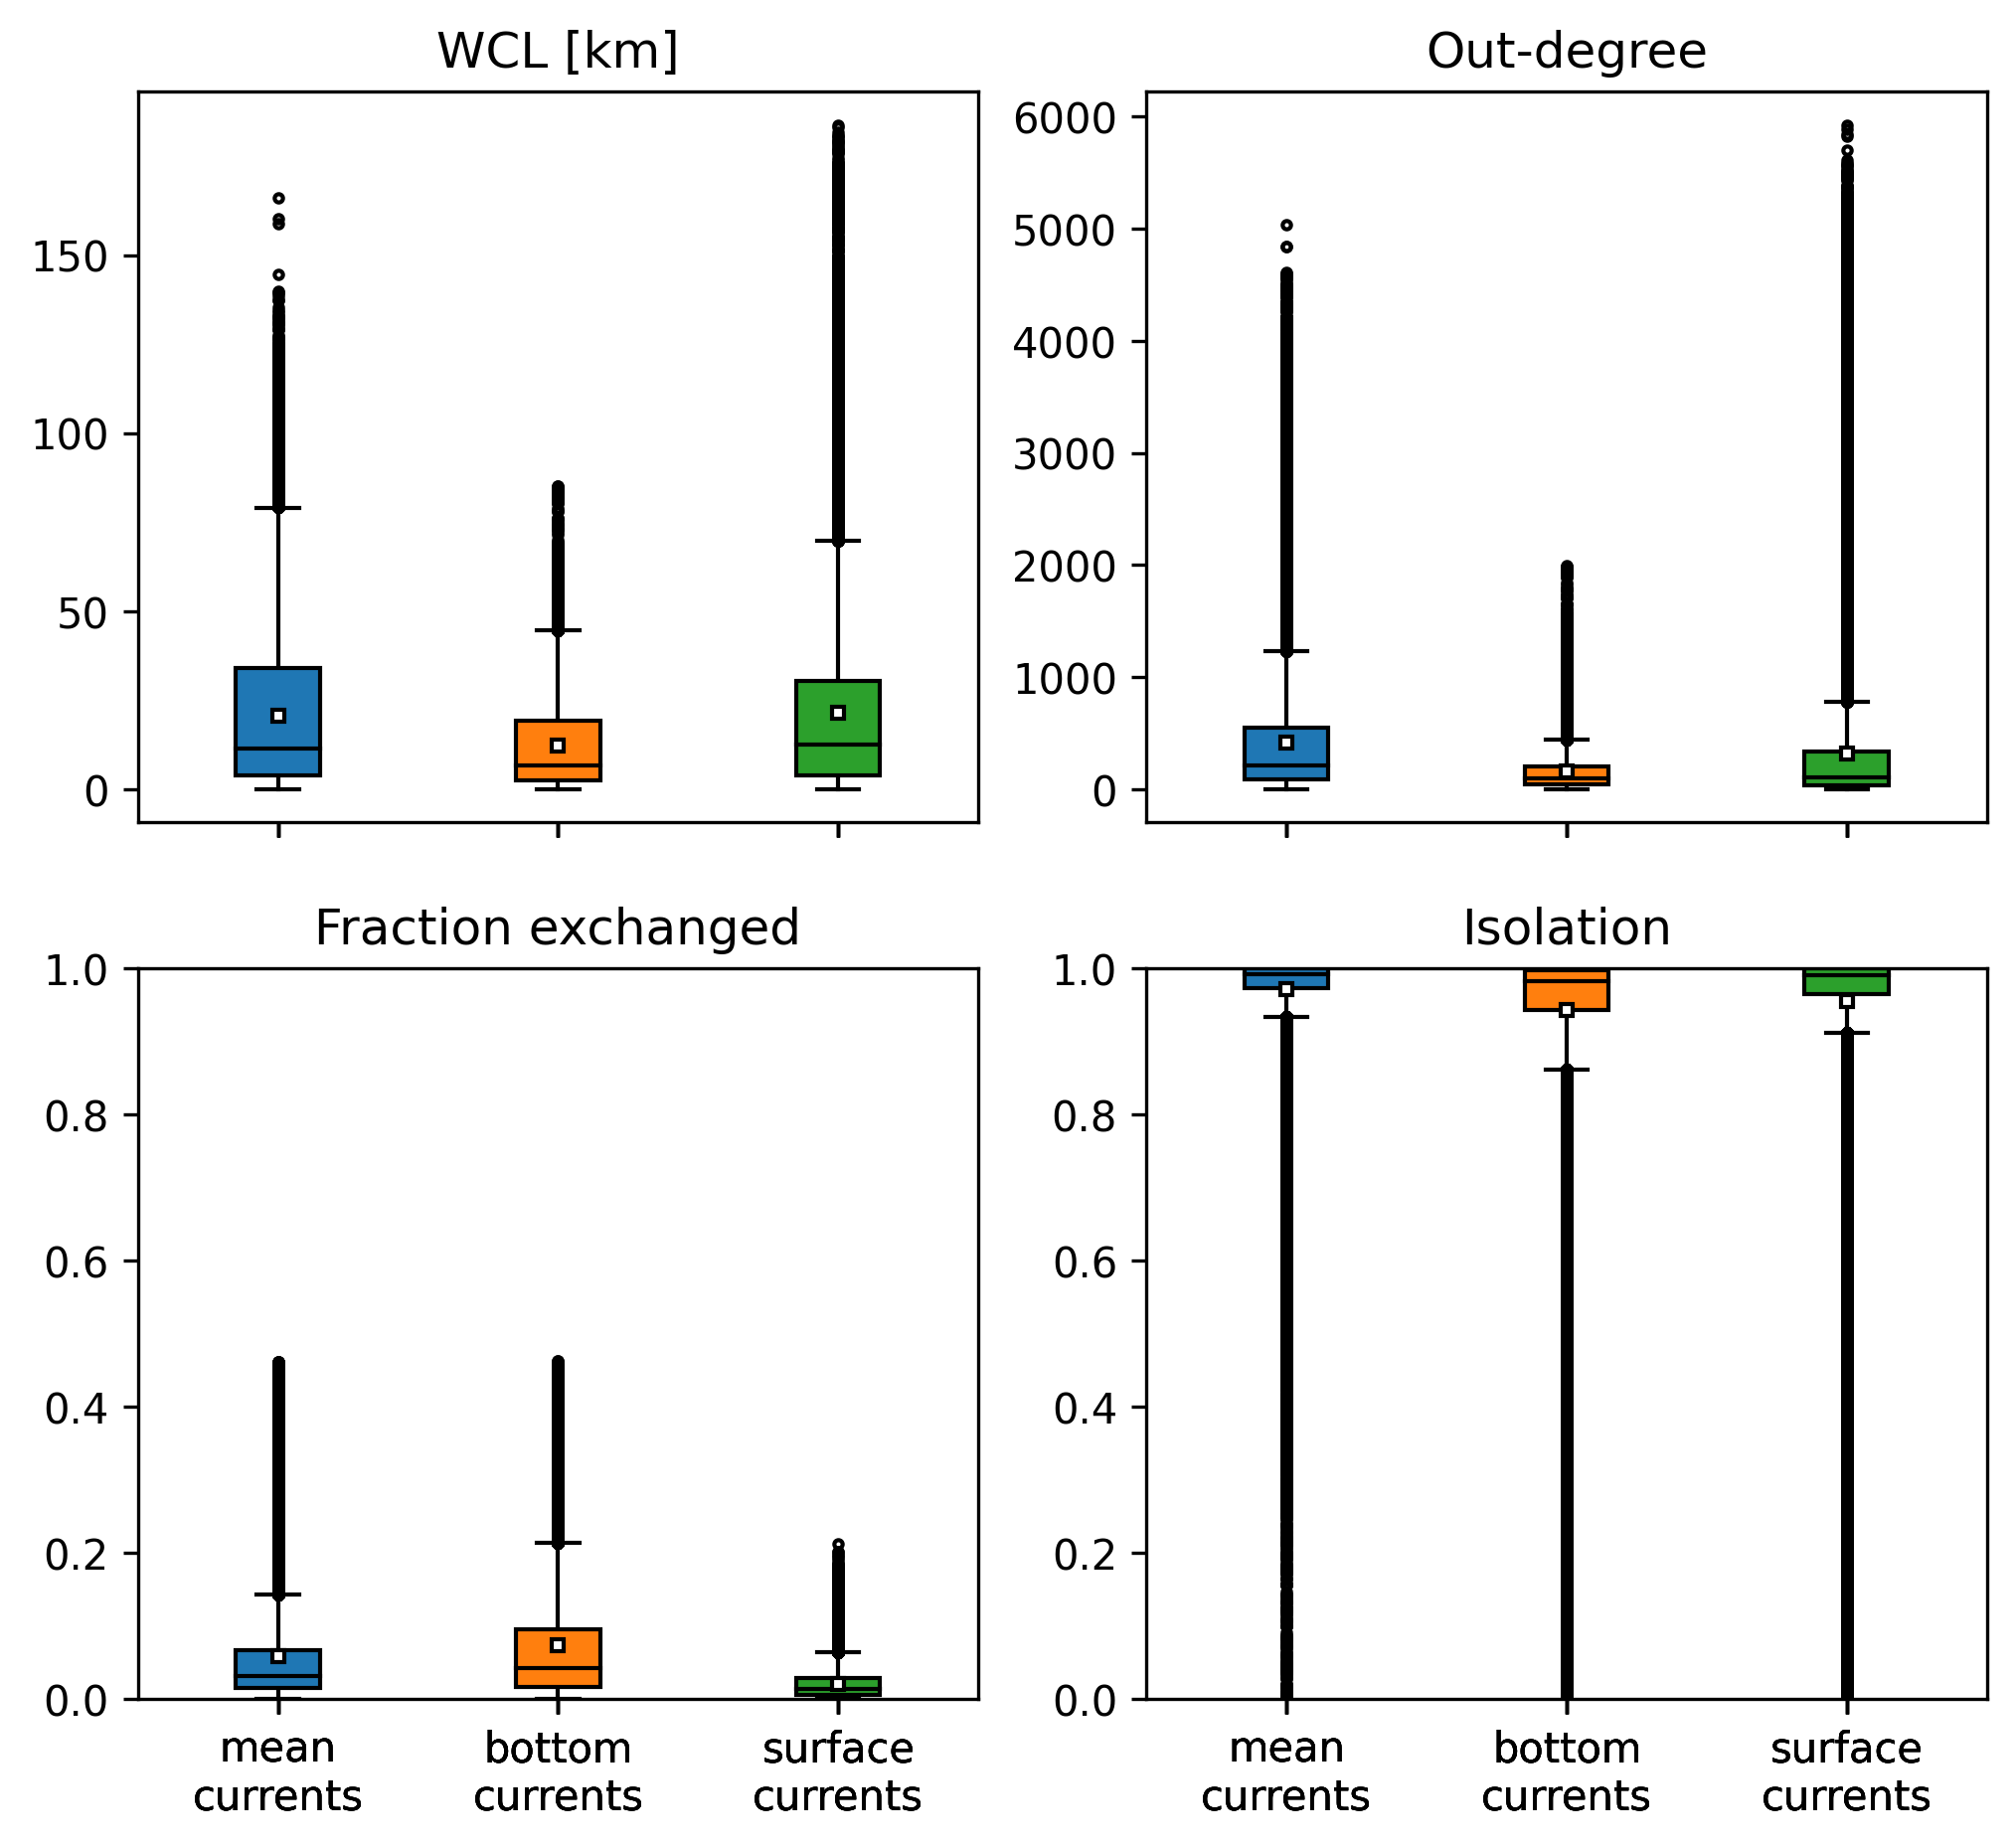 WCL [km]
150
100
50
0
Out-degree
6000
5000
4000
3000
2000
1000
0
Fraction exchanged
1.0
0.8
0.6
0.4
0.2
0.0
mean
currents
bottom
currents
surface
currents
Isolation
1.0
0.8
0.6
0.4
0.2
0.0
mean
currents
bottom
currents
surface
currents